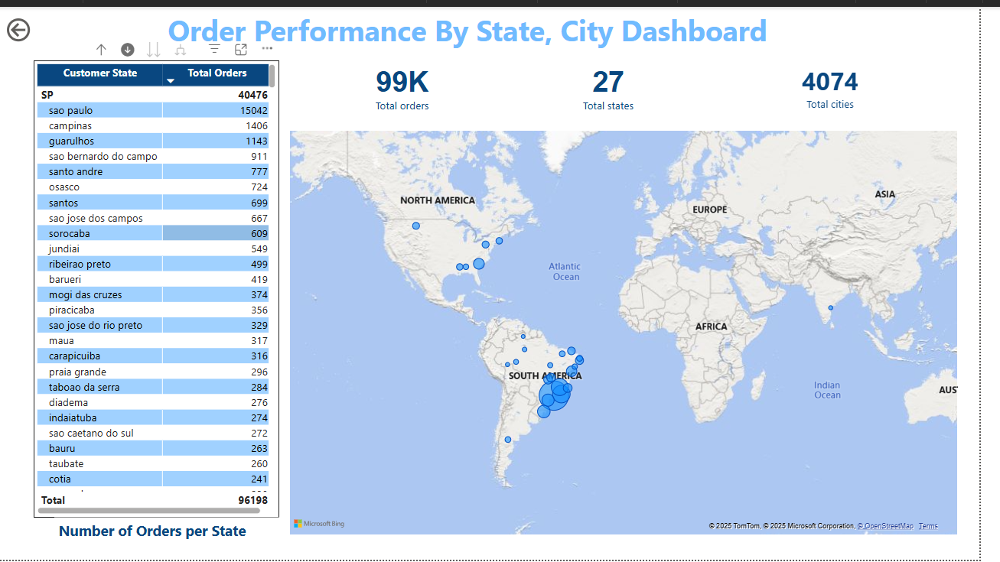 Order Performance By State, City Dashboard
Customer State Total Orders
SP 40476
sao paulo 15042
campinas 1406
guarulhos 1143
sao bernardo do campo 911
santo andre 777
osasco 724
santos 699
sao jose dos campos 667
sorocaba 609
jundiai 549
ribeirao preto 499
barueri 419
mogi das cruzes 374
piracicaba 356
sao jose do rio preto 329
maua 317
carapicuiba 316
praia grande 296
taboao da serra 284
diadema 276
indaiatuba 274
sao caetano do sul 272
bauru 263
taubate 260
cotia 241
Total 96198
Number of Orders per State
99K
Total orders
27
Total states
4074
Total cities
NORTH AMERICA
EUROPE
ASIA
Atlantic
Ocean
AFRICA
SOUTH AMERICA
Indian
Ocean
AUS
Microsoft Bing
© 2025 TomTom, © 2025 Microsoft Corporation, © OpenStreetMap Terms